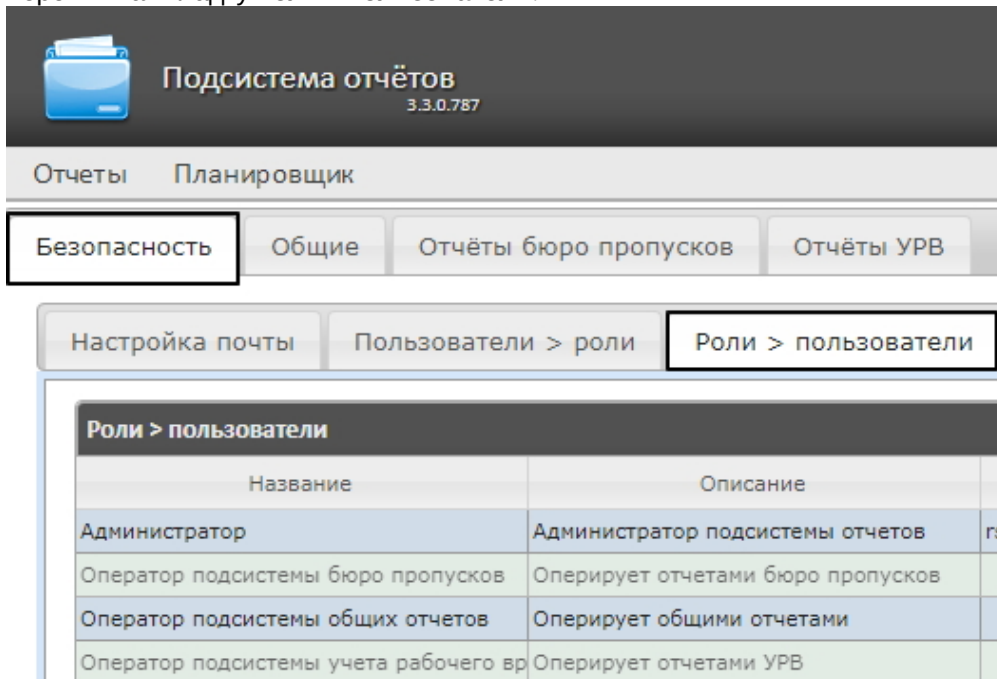 Подсистема отчётов
3.3.0.787
Отчеты Планировщик
Безопасность Общие Отчёты бюро пропусков Отчёты УРВ
Настройка почты Пользователи > роли Роли > пользователи
Роли > пользователи
Название Описание
Администратор Администратор подсистемы отчетов
Оператор подсистемы бюро пропусков Оперирует отчетами бюро пропусков
Оператор подсистемы общих отчетов Оперирует общими отчетами
Оператор подсистемы учета рабочего вр Оперирует отчетами УРВ